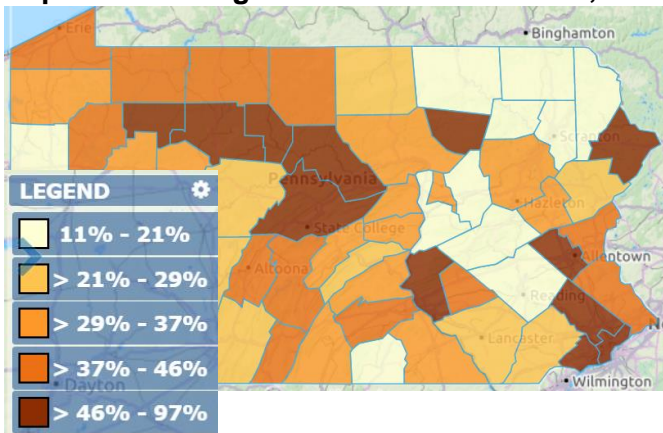 Erie
Binghamton
Scranton
Pennsylvania
Hazleton
State College
Allentown
Altoona
Reading
Lancaster
Wilmington
LEGEND
11% - 21%
> 21% - 29%
> 29% - 37%
> 37% - 46%
> 46% - 97%
Dayton